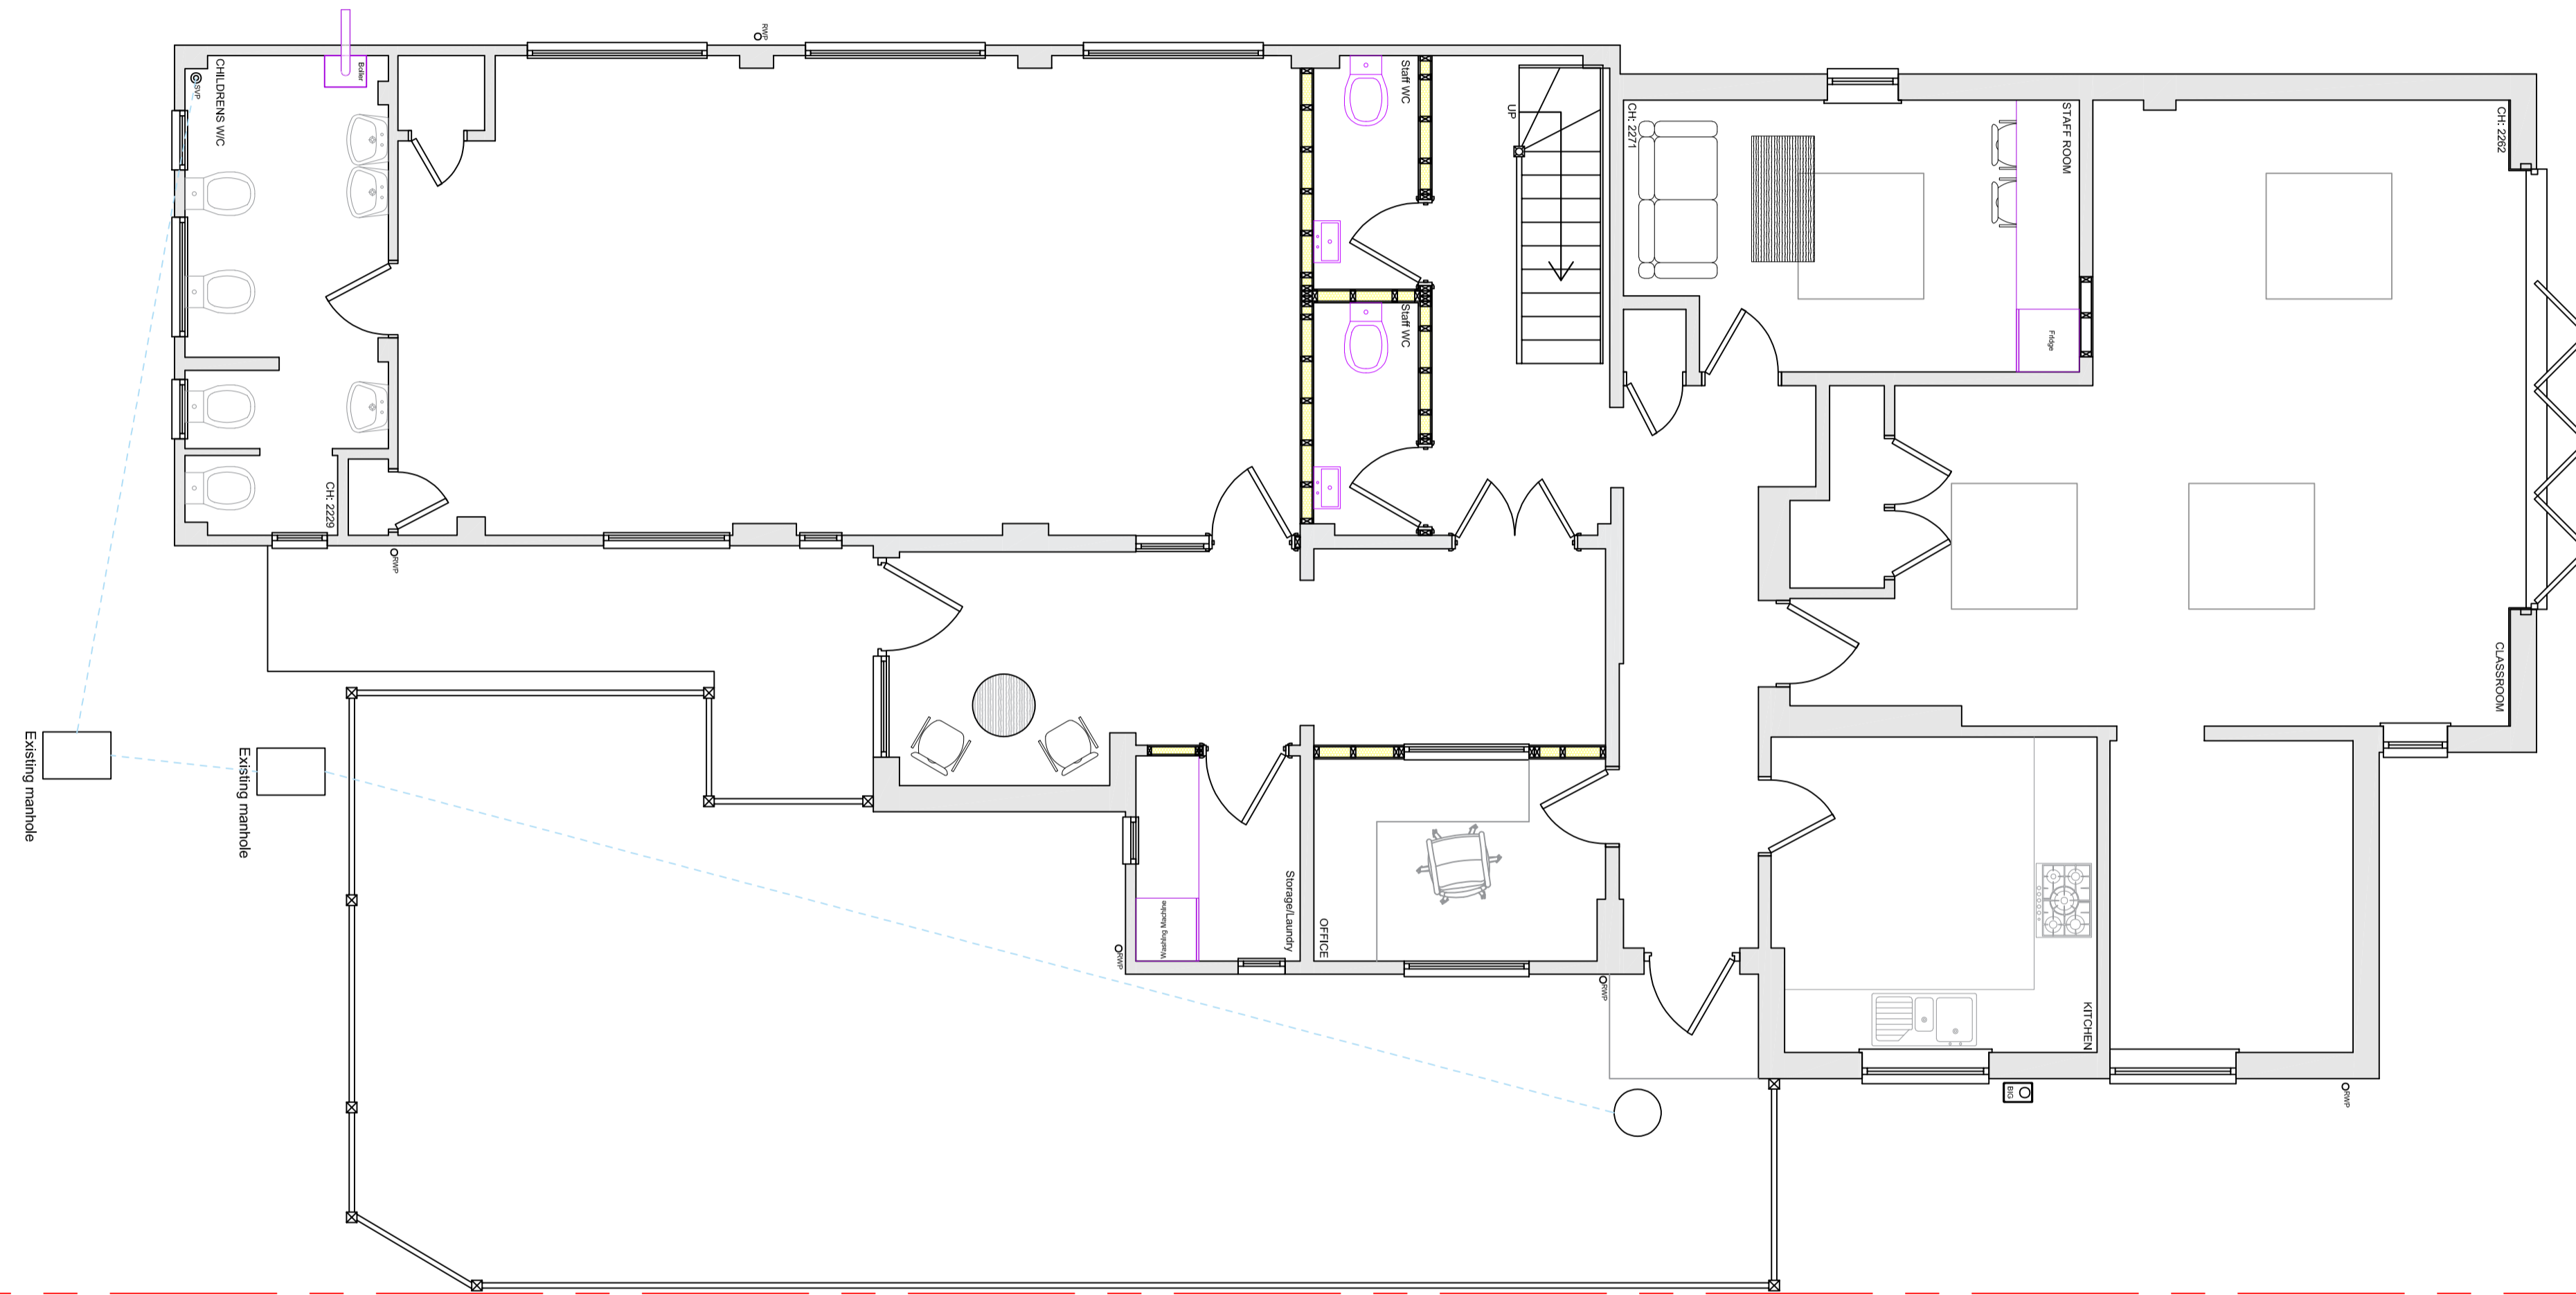 RWP
SVP
CHILDRENS W/C
Boiler
Staff WC
UP
CH: 2271
STAFF ROOM
CH: 2262
Staff WC
Fridge
CH: 2229
RWP
CLASSROOM
Existing manhole
Existing manhole
Storage/Laundry
Washing Machine
OFFICE
RWP
RWP
KITCHEN
BIG
RWP